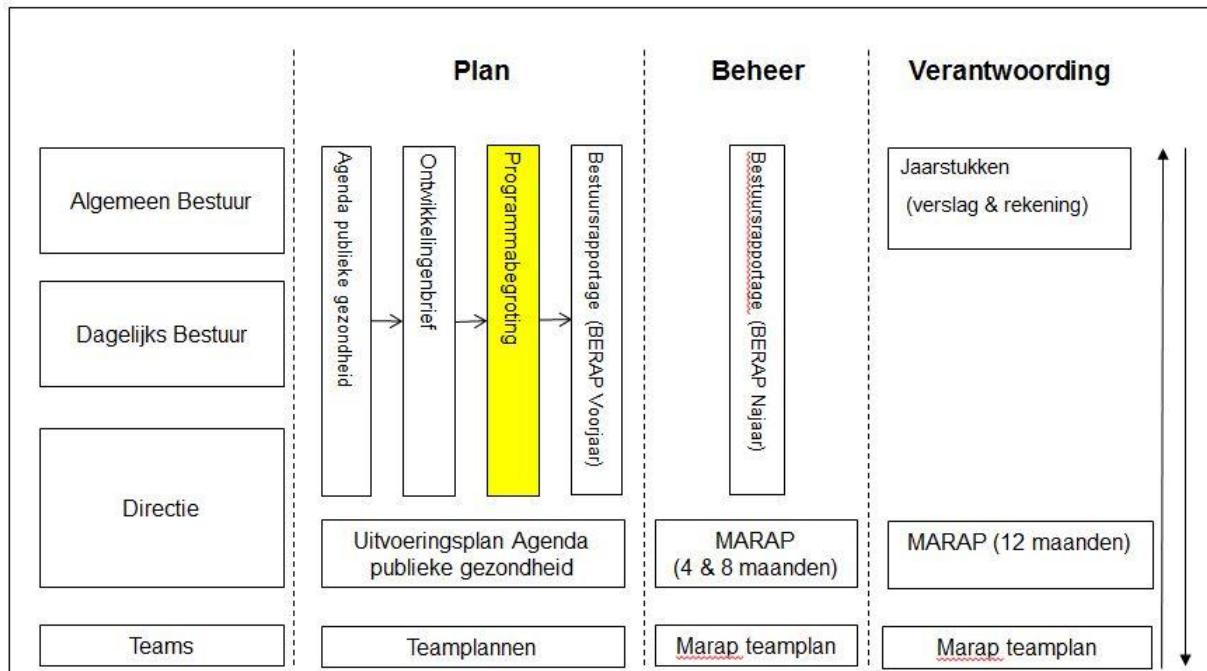 Plan
Beheer
Verantwoording
Algemeen Bestuur
Dagelijks Bestuur
Directie
Teams
Agenda publieke gezondheid
Ontwikkelingenbrief
Programmabegroting
Bestuursrapportage (BERAP Voorjaar)
Uitvoeringsplan Agenda
publieke gezondheid
Teamplannen
Bestuursrapportage (BERAP Najaar)
MARAP
(4 & 8 maanden)
Marap teamplan
Jaarstukken
(verslag & rekening)
MARAP (12 maanden)
Marap teamplan